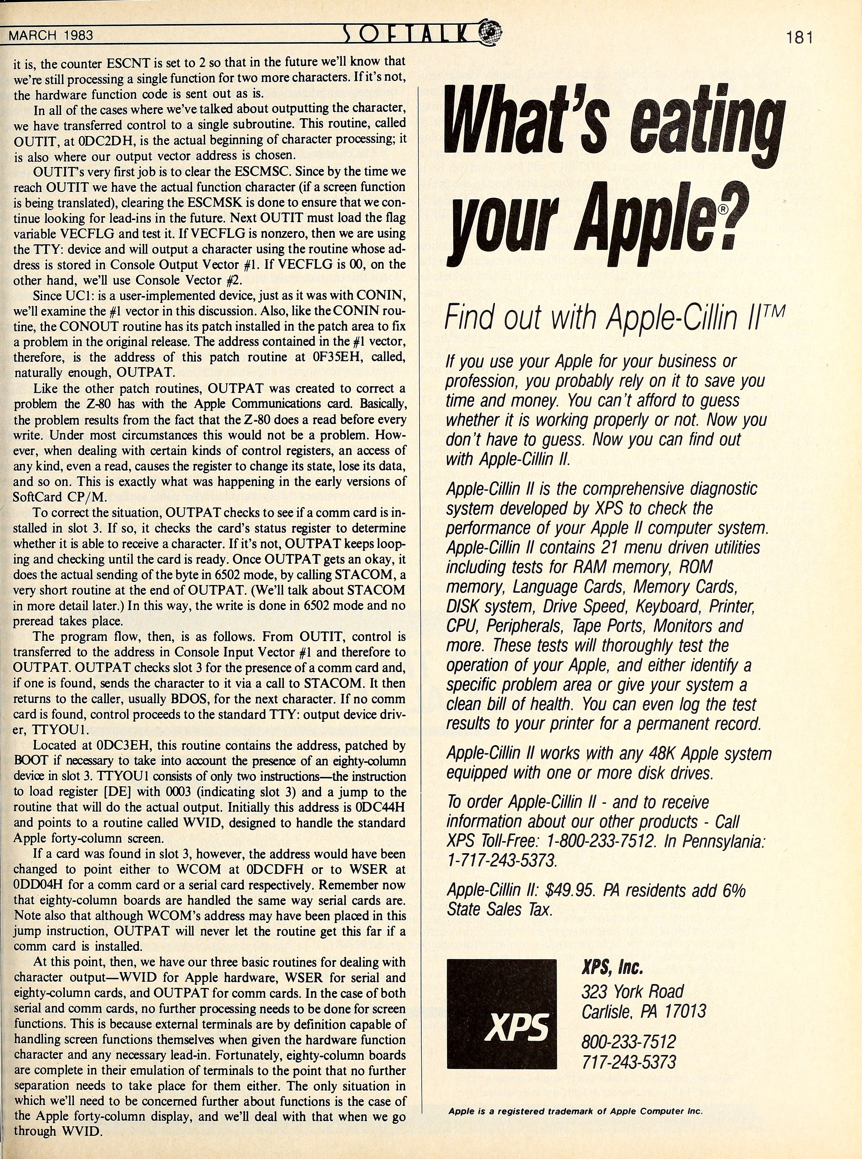 MARCH 1983
SOFTALK
181
it is, the counter ESCNT is set to 2 so that in the future we'll know that
we're still processing a single function for two more characters. If it's not,
the hardware function code is sent out as is.
In all of the cases where we've talked about outputting the character,
we have transferred control to a single subroutine. This routine, called
OUTIT, at 0DC2DH, is the actual beginning of character processing; it
is also where our output vector address is chosen.
OUTIT's very first job is to clear the ESCMSC. Since by the time we
reach OUTIT we have the actual function character (if a screen function
is being translated), clearing the ESCMSK is done to ensure that we con-
tinue looking for lead-ins in the future. Next OUTIT must load the flag
variable VECFLG and test it. If VECFLG is nonzero, then we are using
the TTY: device and will output a character using the routine whose ad-
dress is stored in Console Output Vector #1. If VECFLG is 00, on the
other hand, we'll use Console Vector #2.
Since UC1: is a user-implemented device, just as it was with CONIN,
we'll examine the #1 vector in this discussion. Also, like the CONIN rou-
tine, the CONOUT routine has its patch installed in the patch area to fix
a problem in the original release. The address contained in the #1 vector,
therefore, is the address of this patch routine at 0F35EH, called,
naturally enough, OUTPAT.
Like the other patch routines, OUTPAT was created to correct a
problem the Z-80 has with the Apple Communications card. Basically,
the problem results from the fact that the Z-80 does a read before every
write. Under most circumstances this would not be a problem. How-
ever, when dealing with certain kinds of control registers, an access of
any kind, even a read, causes the register to change its state, lose its data,
and so on. This is exactly what was happening in the early versions of
SoftCard CP/M.
To correct the situation, OUTPAT checks to see if a comm card is in-
stalled in slot 3. If so, it checks the card's status register to determine
whether it is able to receive a character. If it's not, OUTPAT keeps loop-
ing and checking until the card is ready. Once OUTPAT gets an okay, it
does the actual sending of the byte in 6502 mode, by calling STACOM, a
very short routine at the end of OUTPAT. (We'll talk about STACOM
in more detail later.) In this way, the write is done in 6502 mode and no
preread takes place.
The program flow, then, is as follows. From OUTIT, control is
transferred to the address in Console Input Vector #1 and therefore to
OUTPAT. OUTPAT checks slot 3 for the presence of a comm card and,
if one is found, sends the character to it via a call to STACOM. It then
returns to the caller, usually BDOS, for the next character. If no comm
card is found, control proceeds to the standard TTY: output device driv-
er, TTYOU1.
Located at 0DC3EH, this routine contains the address, patched by
BOOT if necessary to take into account the presence of an eighty-column
device in slot 3. TTYOU1 consists of only two instructions—the instruction
to load register [DE] with 0003 (indicating slot 3) and a jump to the
routine that will do the actual output. Initially this address is 0DC44H
and points to a routine called WVID, designed to handle the standard
Apple forty-column screen.
If a card was found in slot 3, however, the address would have been
changed to point either to WCOM at 0DCDFH or to WSER at
0DD04H for a comm card or a serial card respectively. Remember now
that eighty-column boards are handled the same way serial cards are.
Note also that although WCOM's address may have been placed in this
jump instruction, OUTPAT will never let the routine get this far if a
comm card is installed.
At this point, then, we have our three basic routines for dealing with
character output—WVID for Apple hardware, WSER for serial and
eighty-column cards, and OUTPAT for comm cards. In the case of both
serial and comm cards, no further processing needs to be done for screen
functions. This is because external terminals are by definition capable of
handling screen functions themselves when given the hardware function
character and any necessary lead-in. Fortunately, eighty-column boards
are complete in their emulation of terminals to the point that no further
separation needs to take place for them either. The only situation in
which we'll need to be concerned further about functions is the case of
the Apple forty-column display, and we'll deal with that when we go
through WVID.
What's eating
your Apple®?
Find out with Apple-Cillin II™
If you use your Apple for your business or
profession, you probably rely on it to save you
time and money. You can't afford to guess
whether it is working properly or not. Now you
don't have to guess. Now you can find out
with Apple-Cillin II.
Apple-Cillin II is the comprehensive diagnostic
system developed by XPS to check the
performance of your Apple II computer system.
Apple-Cillin II contains 21 menu driven utilities
including tests for RAM memory, ROM
memory, Language Cards, Memory Cards,
DISK system, Drive Speed, Keyboard, Printer,
CPU, Peripherals, Tape Ports, Monitors and
more. These tests will thoroughly test the
operation of your Apple, and either identify a
specific problem area or give your system a
clean bill of health. You can even log the test
results to your printer for a permanent record.
Apple-Cillin II works with any 48K Apple system
equipped with one or more disk drives.
To order Apple-Cillin II - and to receive
information about our other products - Call
XPS Toll-Free: 1-800-233-7512. In Pennsylania:
1-717-243-5373.
Apple-Cillin II: $49.95. PA residents add 6%
State Sales Tax.
XPS
XPS, Inc.
323 York Road
Carlisle, PA 17013
800-233-7512
717-243-5373
Apple is a registered trademark of Apple Computer Inc.